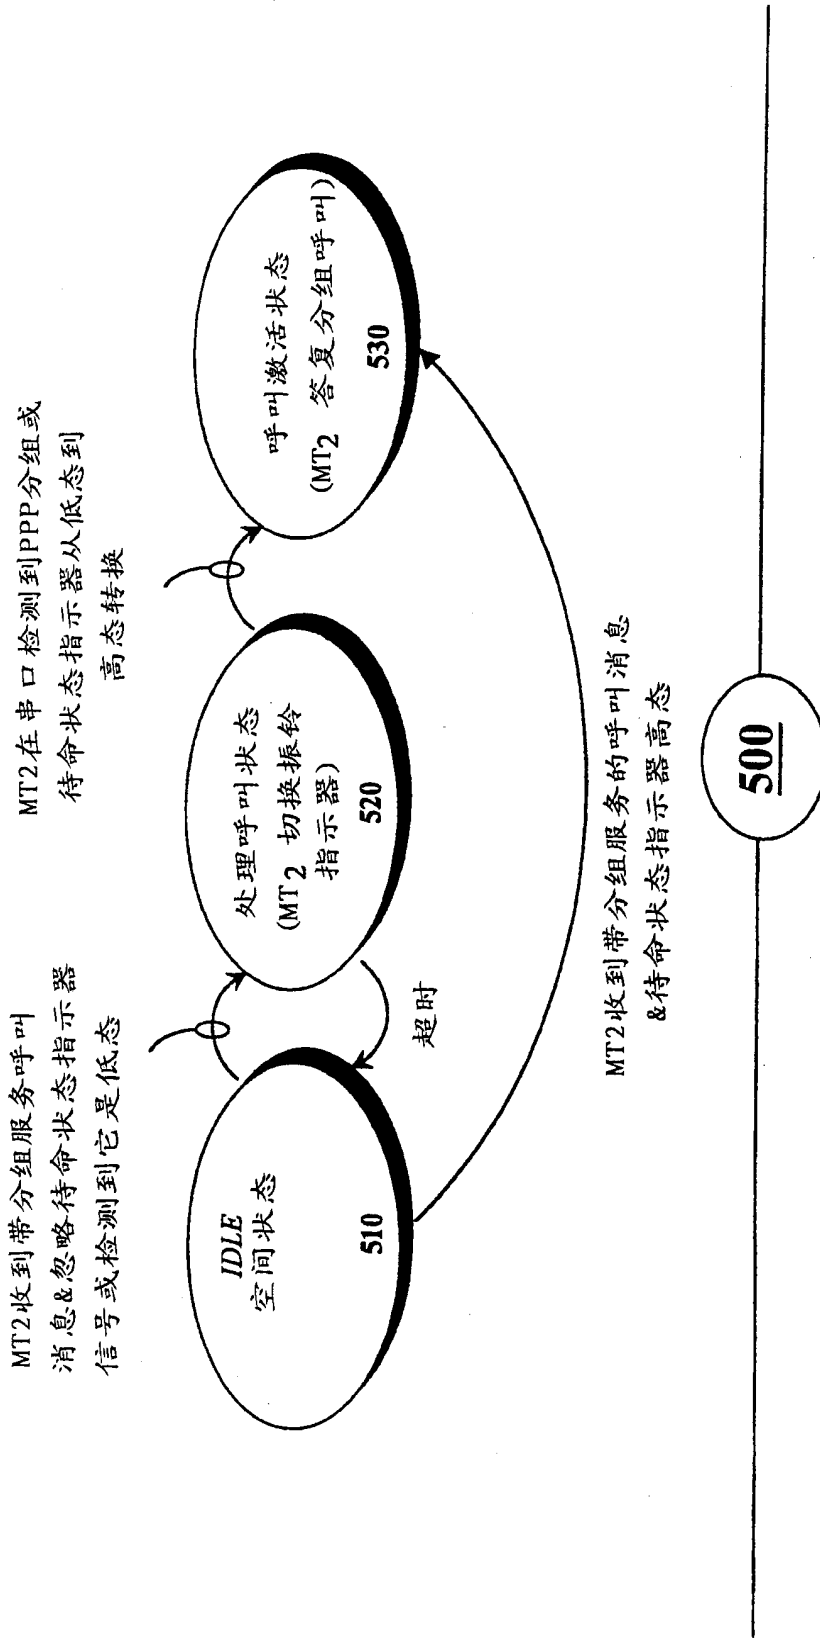 MT2收到带分组服务呼叫
消息&忽略待命状态指示器
信号或检测到它是低态
MT2在串口检测到PPP分组或
待命状态指示器从低态到
高态转换
IDLE
空间状态
510
处理呼叫状态
(MT2 切换振铃
指示器)
520
呼叫激活状态
(MT2 答复分组呼叫)
530
超时
MT2收到带分组服务的呼叫消息
&待命状态指示器高态
500